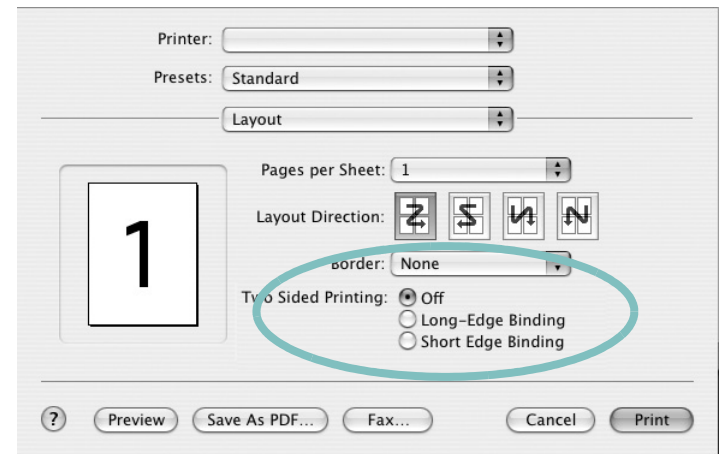 Printer:
Presets: Standard
Layout
Pages per Sheet: 1
1
Layout Direction:
Border: None
Two Sided Printing: Off
Long-Edge Binding
Short Edge Binding
? Preview Save As PDF... Fax... Cancel Print